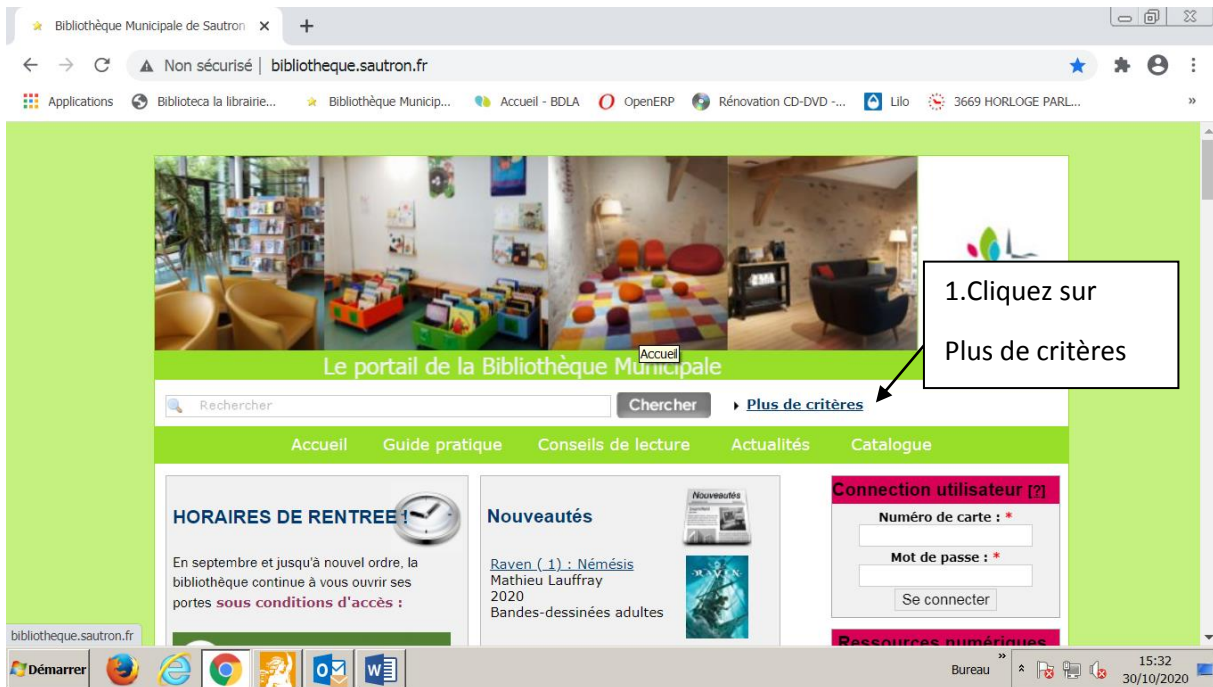 Bibliothèque Municipale de Sautron
Non sécurisé | bibliotheque.sautron.fr
Applications Biblioteca la librairie... Bibliothèque Municip... Accueil - BDLA OpenERP Rénovation CD-DVD -... Lilo 3669 HORLOGE PARL... »
1.Cliquez sur
Plus de critères
Accueil
Le portail de la Bibliothèque Municipale
Rechercher Chercher Plus de critères
Accueil Guide pratique Conseils de lecture Actualités Catalogue
HORAIRES DE RENTREE !
En septembre et jusqu'à nouvel ordre, la
bibliothèque continue à vous ouvrir ses
portes sous conditions d'accès :
Nouveautés
Nouveautés
Raven ( 1) : Némésis
Mathieu Lauffray
2020
Bandes-dessinées adultes
RAVEN
Connection utilisateur [?]
Numéro de carte : *
Mot de passe : *
Se connecter
Ressources numériques
bibliotheque.sautron.fr
Démarrer
Bureau »
15:32
30/10/2020